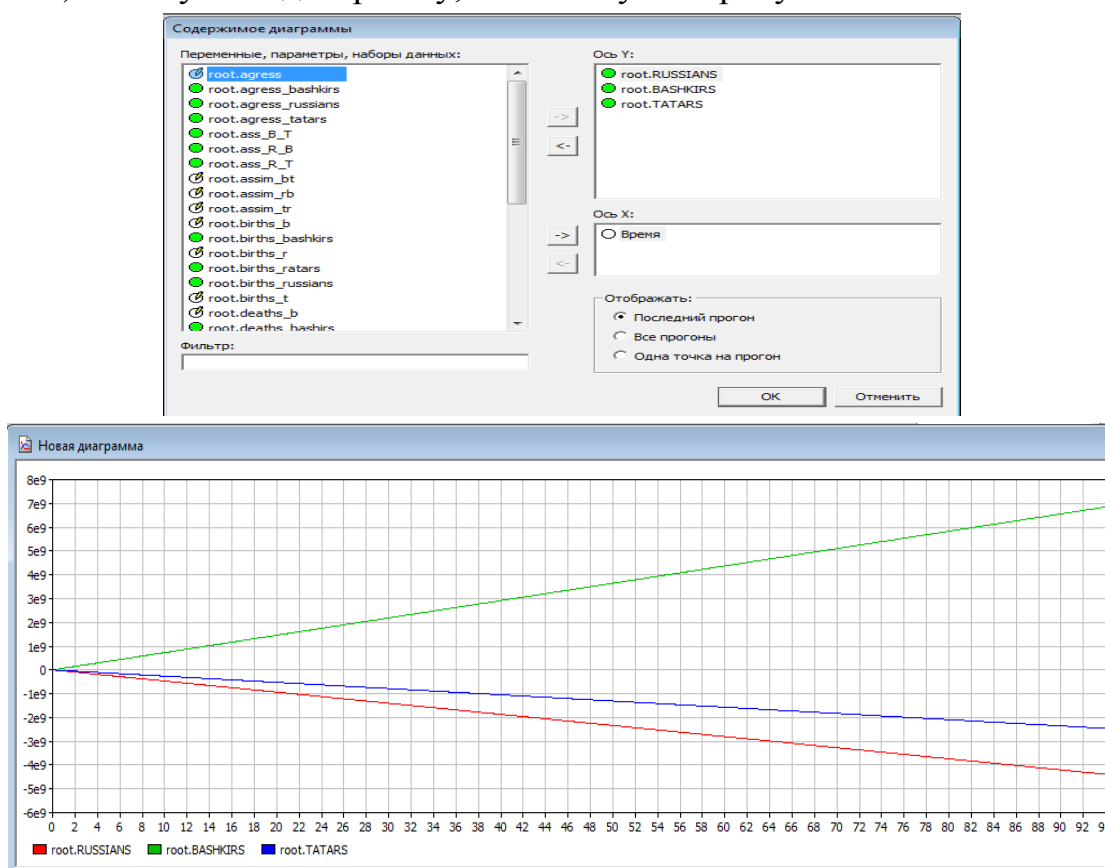 Содержимое диаграммы
Переменные, параметры, наборы данных:
root.agress
root.agress_bashkirs
root.agress_russians
root.agress_tatars
root.ass_B_T
root.ass_R_B
root.ass_R_T
root.assim_bt
root.assim_rb
root.assim_tr
root.births_b
root.births_bashkirs
root.births_r
root.births_ratars
root.births_russians
root.births_t
root.deaths_b
root.deaths_bashirs
Фильтр:
->
<-
->
<-
Ось Y:
root.RUSSIANS
root.BASHKIRS
root.TATARS
Ось X:
Время
Отображать:
Последний прогон
Все прогоны
Одна точка на прогон
OK Отменить
Новая диаграмма
8e9
7e9
6e9
5e9
4e9
3e9
2e9
1e9
0
-1e9
-2e9
-3e9
-4e9
-5e9
-6e9
0 2 4 6 8 10 12 14 16 18 20 22 24 26 28 30 32 34 36 38 40 42 44 46 48 50 52 54 56 58 60 62 64 66 68 70 72 74 76 78 80 82 84 86 88 90 92
root.RUSSIANS root.BASHKIRS root.TATARS